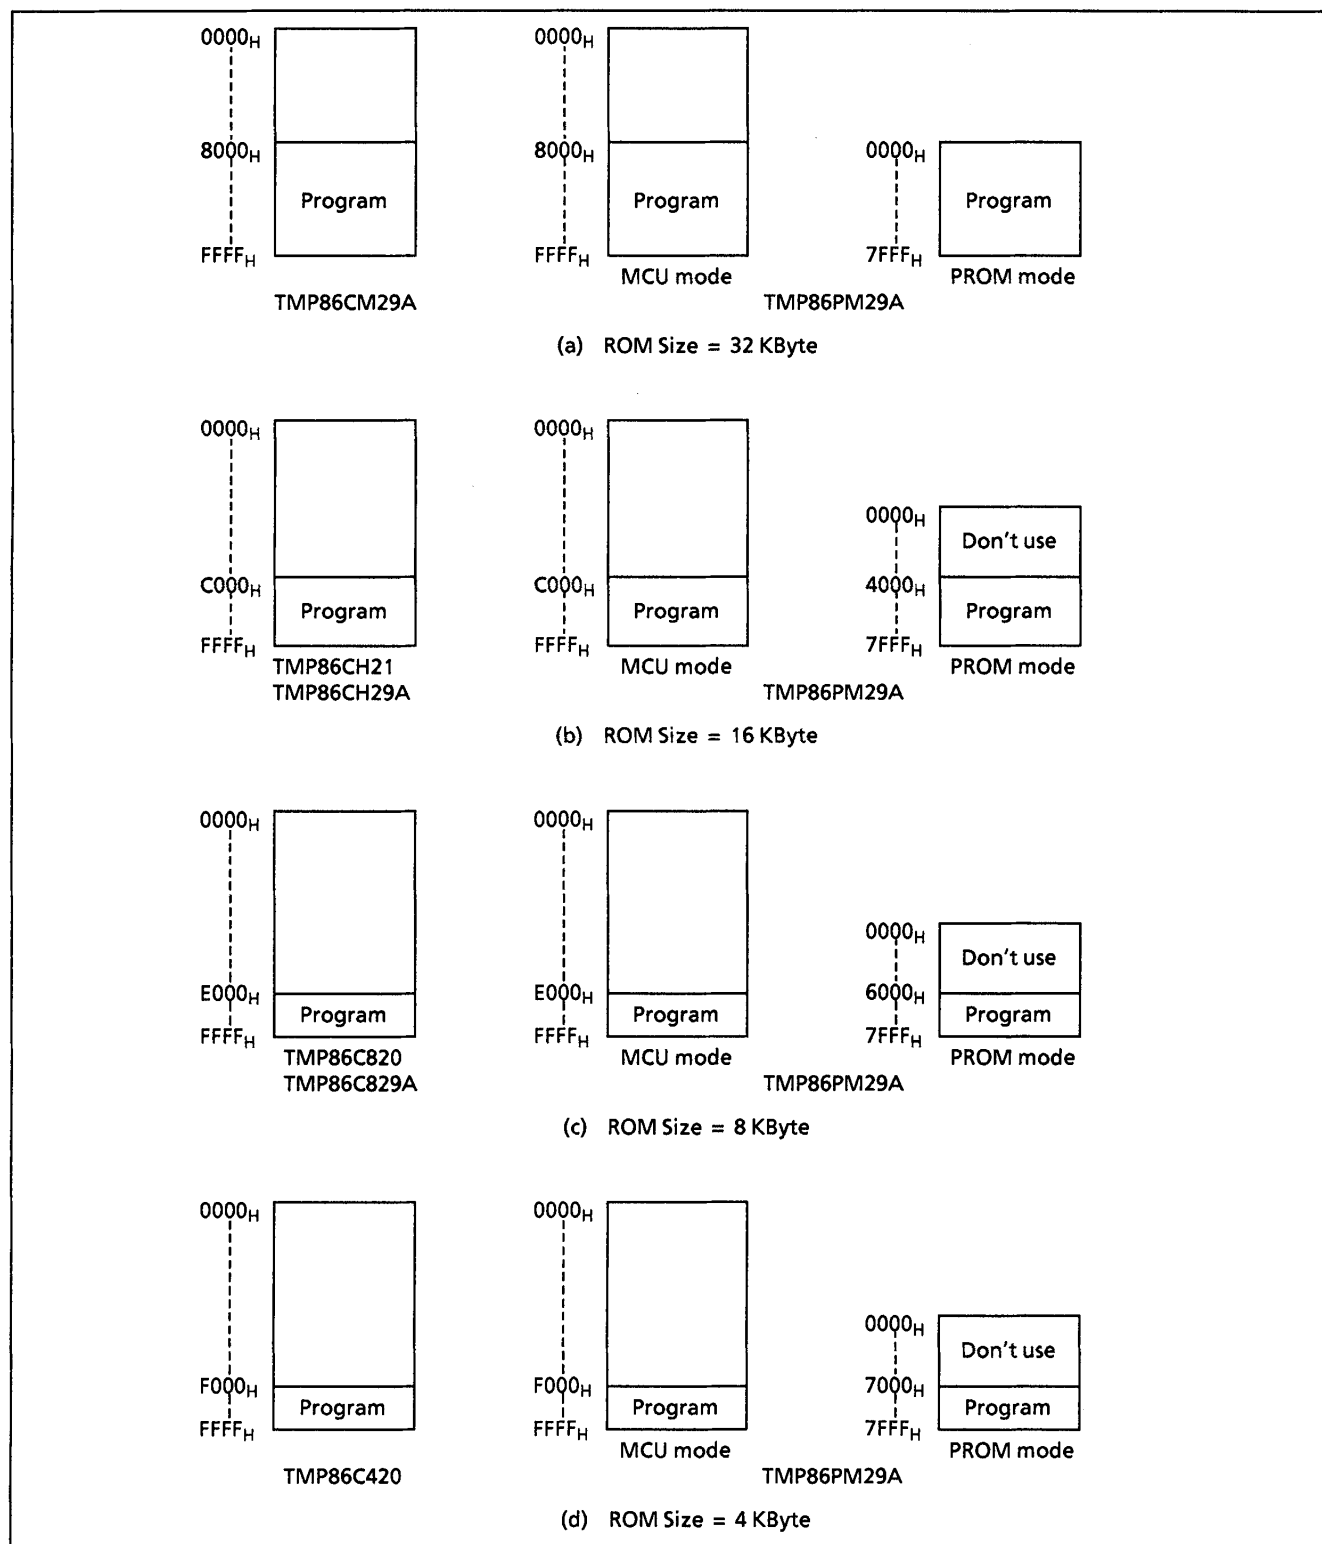 0000H 0000H
8000H 8000H 0000H
Program Program Program
FFFFH FFFFH 7FFFH
MCU mode PROM mode
TMP86CM29A TMP86PM29A
(a) ROM Size = 32 KByte
0000H 0000H
0000H
Don't use
C000H C000H 4000H
Program Program Program
FFFFH FFFFH 7FFFH
TMP86CH21 MCU mode PROM mode
TMP86CH29A TMP86PM29A
(b) ROM Size = 16 KByte
0000H 0000H
0000H
Don't use
E000H E000H 6000H
Program Program Program
FFFFH FFFFH 7FFFH
TMP86C820 MCU mode PROM mode
TMP86C829A TMP86PM29A
(c) ROM Size = 8 KByte
0000H 0000H
0000H
Don't use
F000H F000H 7000H
Program Program Program
FFFFH FFFFH 7FFFH
MCU mode PROM mode
TMP86C420 TMP86PM29A
(d) ROM Size = 4 KByte